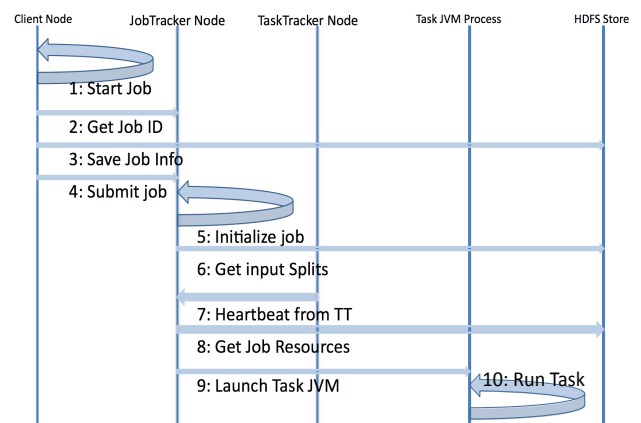 Client Node
JobTracker Node
TaskTracker Node
Task JVM Process
HDFS Store
1: Start Job
2: Get Job ID
3: Save Job Info
4: Submit job
5: Initialize job
6: Get input Splits
7: Heartbeat from TT
8: Get Job Resources
9: Launch Task JVM
10: Run Task